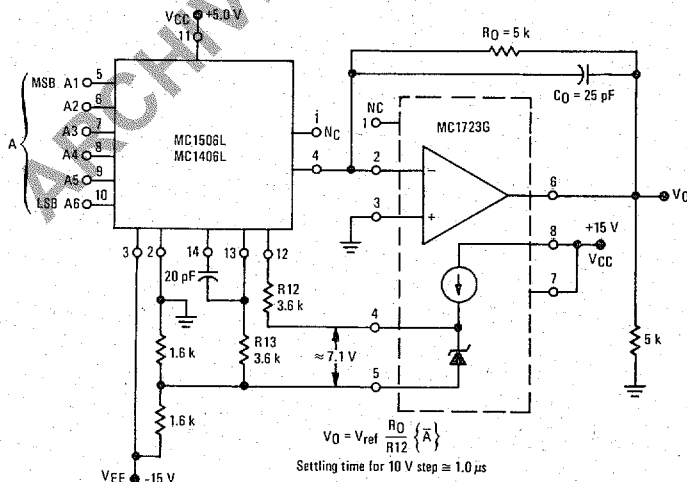 ARCHIV
VCC +5.0 V
11
RO = 5 k
CO = 25 pF
MSB A1 5
A2 6
A3 7
A A4 8
A5 9
LSB A6 10
MC1506L
MC1406L
1 NC
4
NC
1
MC1723G
2
3
6
VO
+15 V
8
VCC
7
3 2 14 13 12
20 pF
R12
3.6 k
R13
3.6 k
≈ 7.1 V
4
5
1.6 k
1.6 k
5 k
VEE -15 V
VO = Vref RO/R12 {A̅}
Settling time for 10 V step ≅ 1.0 µs